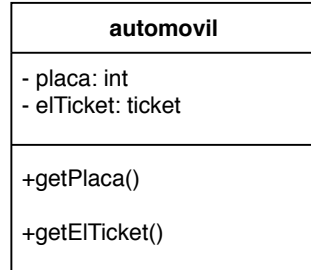 automovil
- placa: int
- elTicket: ticket
+getPlaca()
+getElTicket()